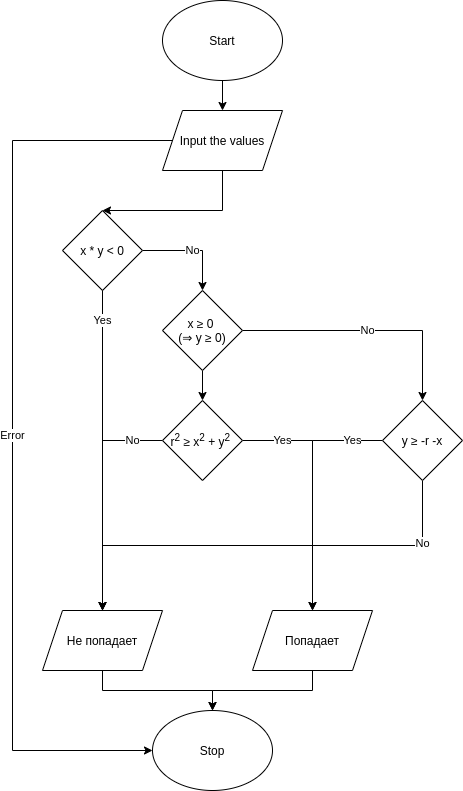 Start
Input the values
x * y < 0
No
Yes
x ≥ 0
(⇒ y ≥ 0)
No
Error
No
r² ≥ x² + y²
Yes
Yes
y ≥ -r -x
No
Не попадает
Попадает
Stop